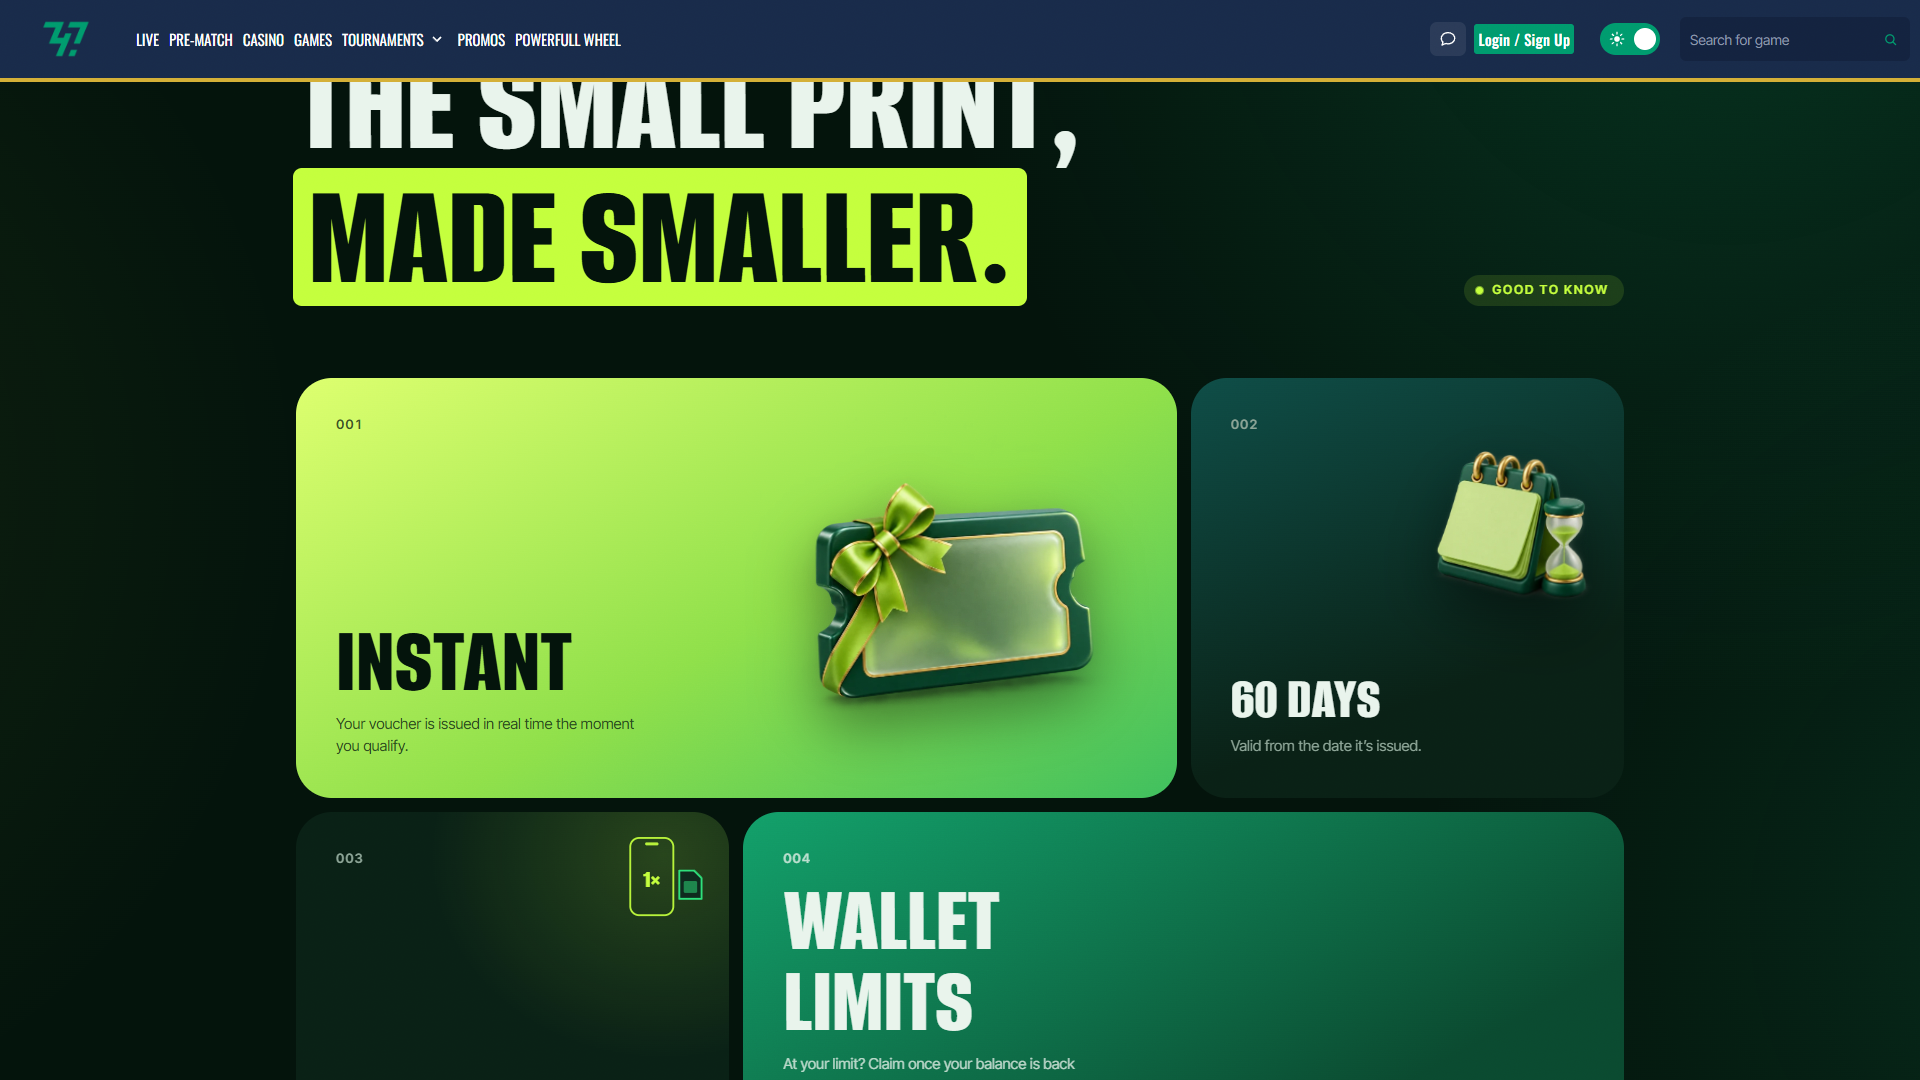 LIVE PRE-MATCH CASINO GAMES TOURNAMENTS PROMOS POWERFULL WHEEL Login / Sign Up Search for game
THE SMALL PRINT,
MADE SMALLER.
GOOD TO KNOW
001
INSTANT
Your voucher is issued in real time the moment
you qualify.
002
60 DAYS
Valid from the date it's issued.
003
1×
004
WALLET
LIMITS
At your limit? Claim once your balance is back